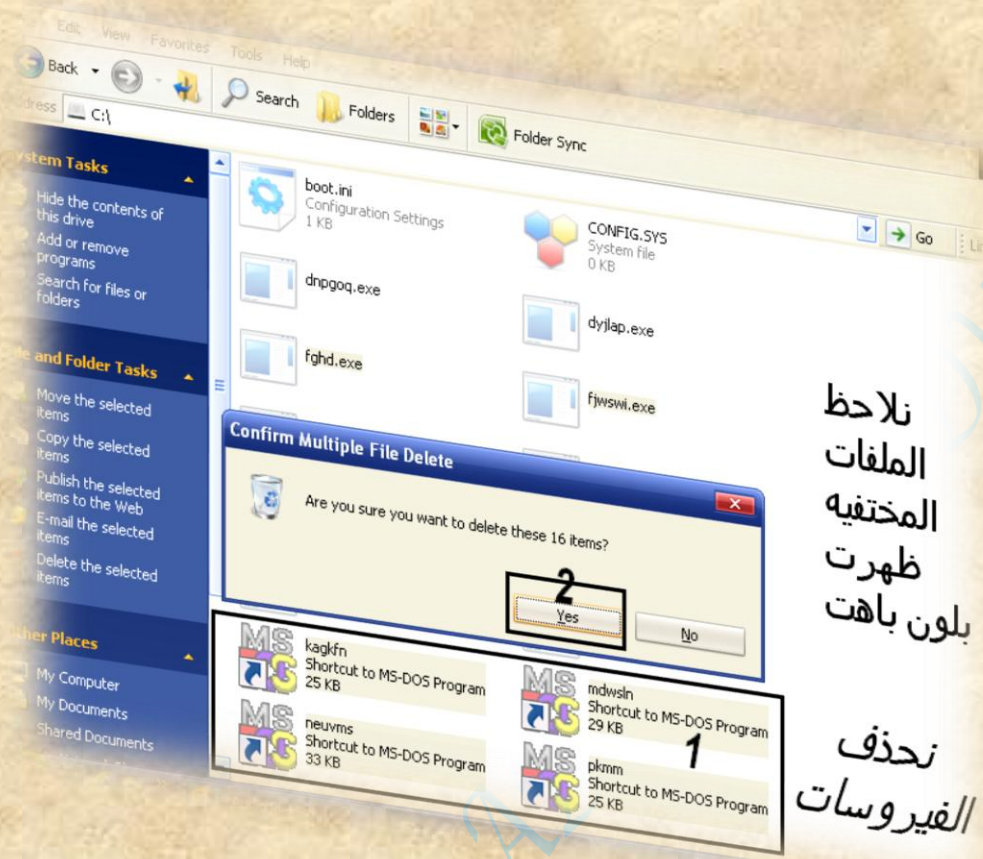 Edit View Favorites Tools Help
Back Search Folders Folder Sync
C:\ Go
System Tasks
Hide the contents of
this drive
Add or remove
programs
Search for files or
folders
and Folder Tasks
Move the selected
items
Copy the selected
items
Publish the selected
items to the Web
E-mail the selected
items
Delete the selected
items
Other Places
My Computer
My Documents
Shared Documents
boot.ini
Configuration Settings
1 KB
CONFIG.SYS
System file
0 KB
dnpgoq.exe
dyjlap.exe
fghd.exe
fjwswi.exe
Confirm Multiple File Delete
Are you sure you want to delete these 16 items?
2
Yes
No
kagkfn
Shortcut to MS-DOS Program
25 KB
mdwsln
Shortcut to MS-DOS Program
29 KB
1
neuvms
Shortcut to MS-DOS Program
33 KB
pkmm
Shortcut to MS-DOS Program
25 KB
نلاحظ
الملفات
المختفيه
ظهرت
بلون باهت
نحذف
الفيروسات